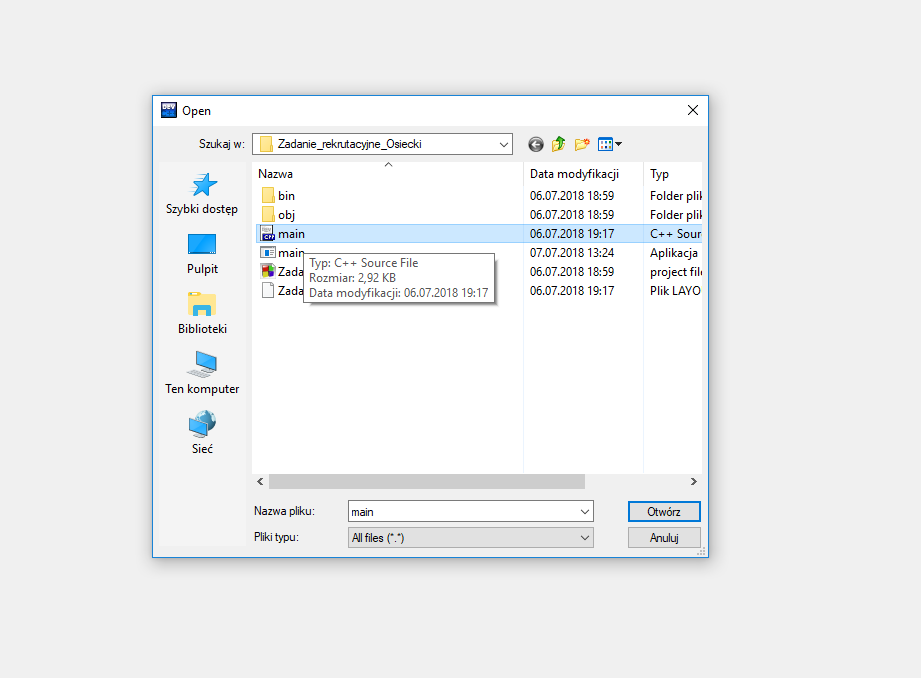 Open
Szukaj w: Zadanie_rekrutacyjne_Osiecki
Szybki dostęp
Pulpit
Biblioteki
Ten komputer
Sieć
Nazwa Data modyfikacji Typ
bin 06.07.2018 18:59 Folder plik
obj 06.07.2018 18:59 Folder plik
main 06.07.2018 19:17 C++ Sour
main 07.07.2018 13:24 Aplikacja
Zada 06.07.2018 18:59 project file
Zada 06.07.2018 19:17 Plik LAYO
Typ: C++ Source File
Rozmiar: 2,92 KB
Data modyfikacji: 06.07.2018 19:17
Nazwa pliku: main Otwórz
Pliki typu: All files (*.*) Anuluj